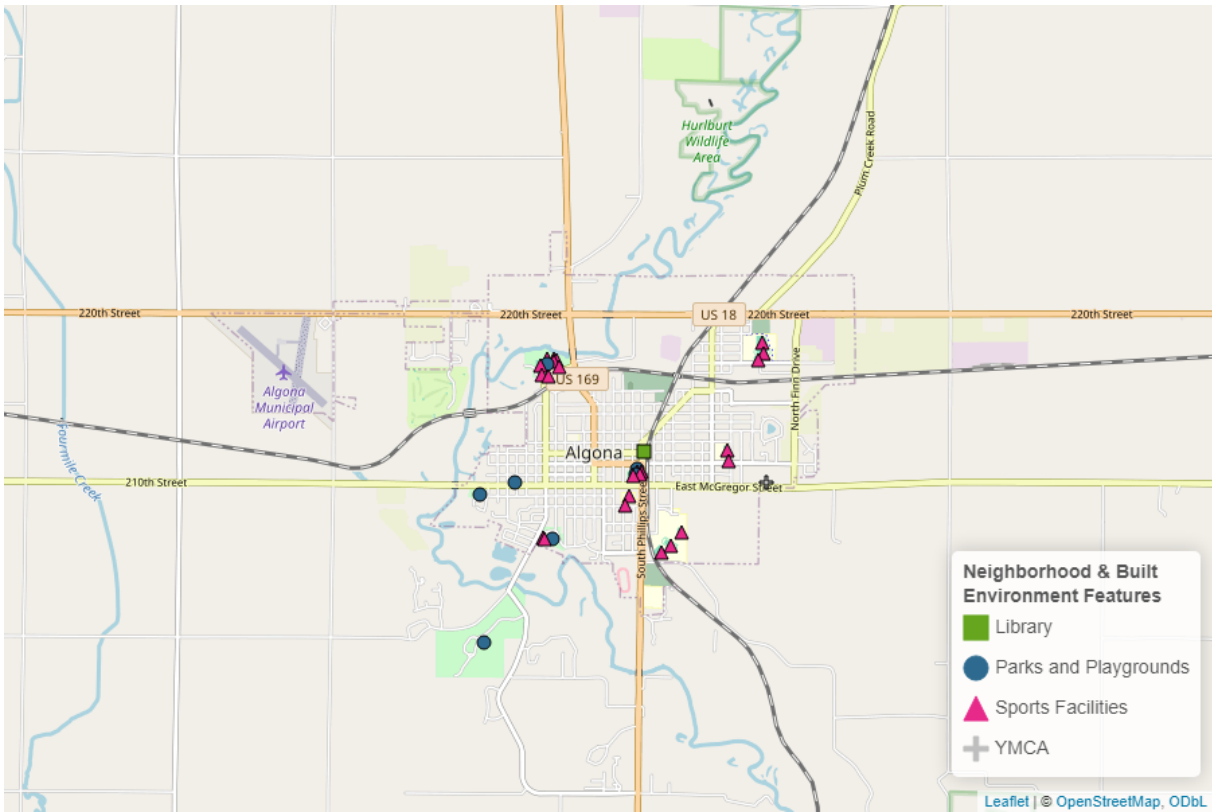 Hurlburt
Wildlife
Area
Plum Creek Road
220th Street
220th Street
US 18
220th Street
220th Street
US 169
Algona
Municipal
Airport
North Finn Drive
Fourmile Creek
Algona
210th Street
East McGregor Street
South Phillips Street
Neighborhood & Built
Environment Features
Library
Parks and Playgrounds
Sports Facilities
YMCA
Leaflet | © OpenStreetMap, ODbL